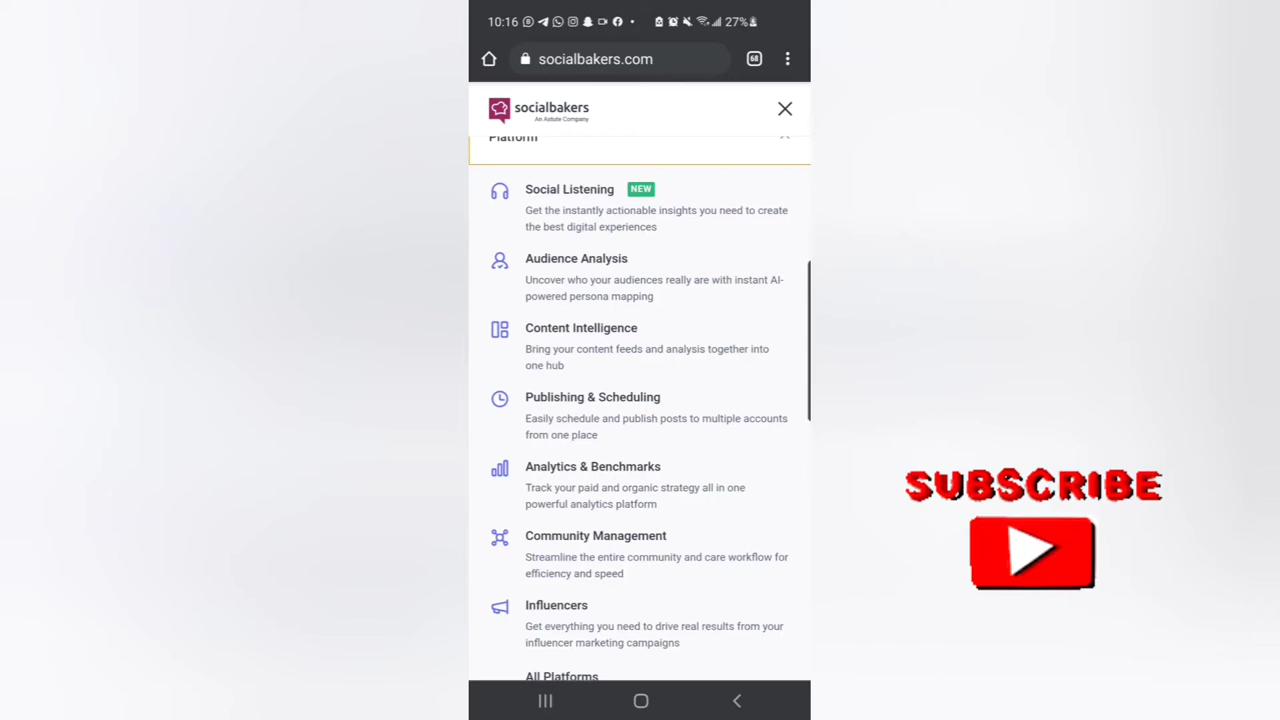 10:16
27%
socialbakers.com
68
socialbakers
An Astute Company
Platform
Social Listening NEW
Get the instantly actionable insights you need to create
the best digital experiences
Audience Analysis
Uncover who your audiences really are with instant AI-
powered persona mapping
Content Intelligence
Bring your content feeds and analysis together into
one hub
Publishing & Scheduling
Easily schedule and publish posts to multiple accounts
from one place
Analytics & Benchmarks
Track your paid and organic strategy all in one
powerful analytics platform
Community Management
Streamline the entire community and care workflow for
efficiency and speed
Influencers
Get everything you need to drive real results from your
influencer marketing campaigns
All Platforms
SUBSCRIBE